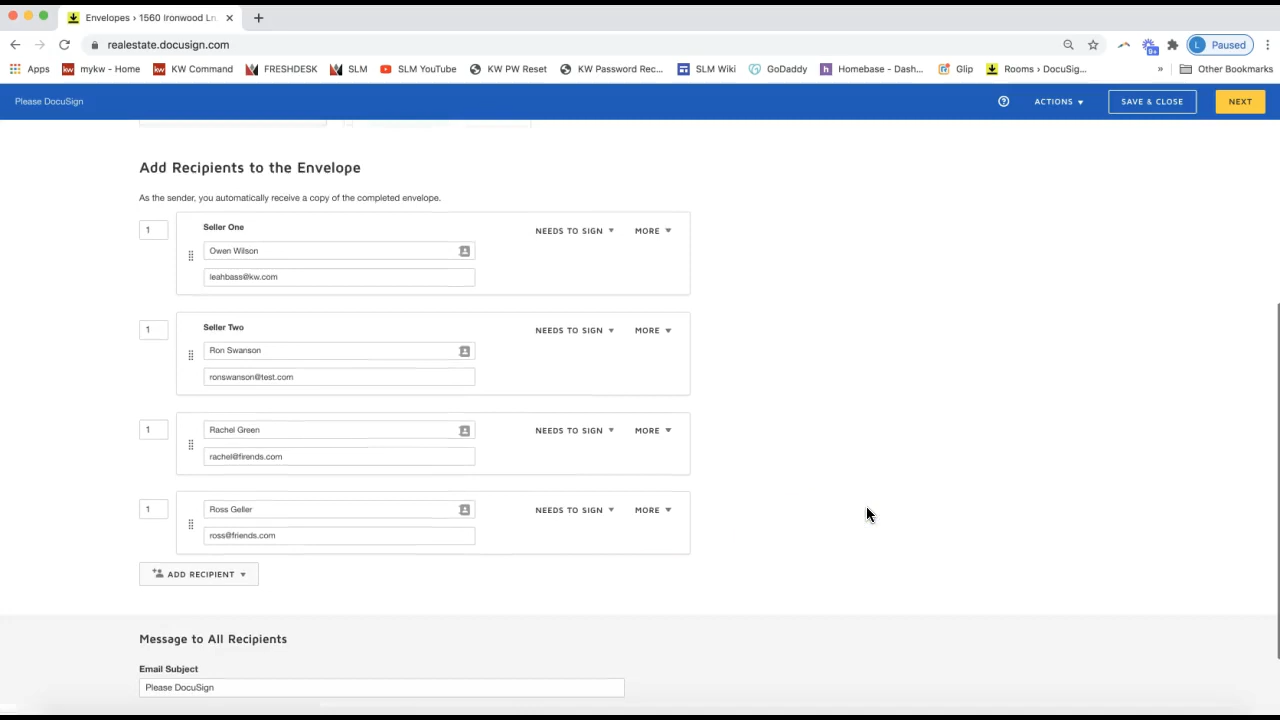 Envelopes › 1560 Ironwood Ln
realestate.docusign.com
L Paused
Apps kw mykw - Home kw KW Command FRESHDESK SLM SLM YouTube KW PW Reset KW Password Rec... SLM Wiki GoDaddy h Homebase - Dash... Glip Rooms › DocuSig... » Other Bookmarks
Please DocuSign ACTIONS SAVE & CLOSE NEXT
Add Recipients to the Envelope
As the sender, you automatically receive a copy of the completed envelope.
1 Seller One NEEDS TO SIGN MORE
Owen Wilson
leahbass@kw.com
1 Seller Two NEEDS TO SIGN MORE
Ron Swanson
ronswanson@test.com
1 Rachel Green NEEDS TO SIGN MORE
rachel@firends.com
1 Ross Geller NEEDS TO SIGN MORE
ross@friends.com
ADD RECIPIENT
Message to All Recipients
Email Subject
Please DocuSign